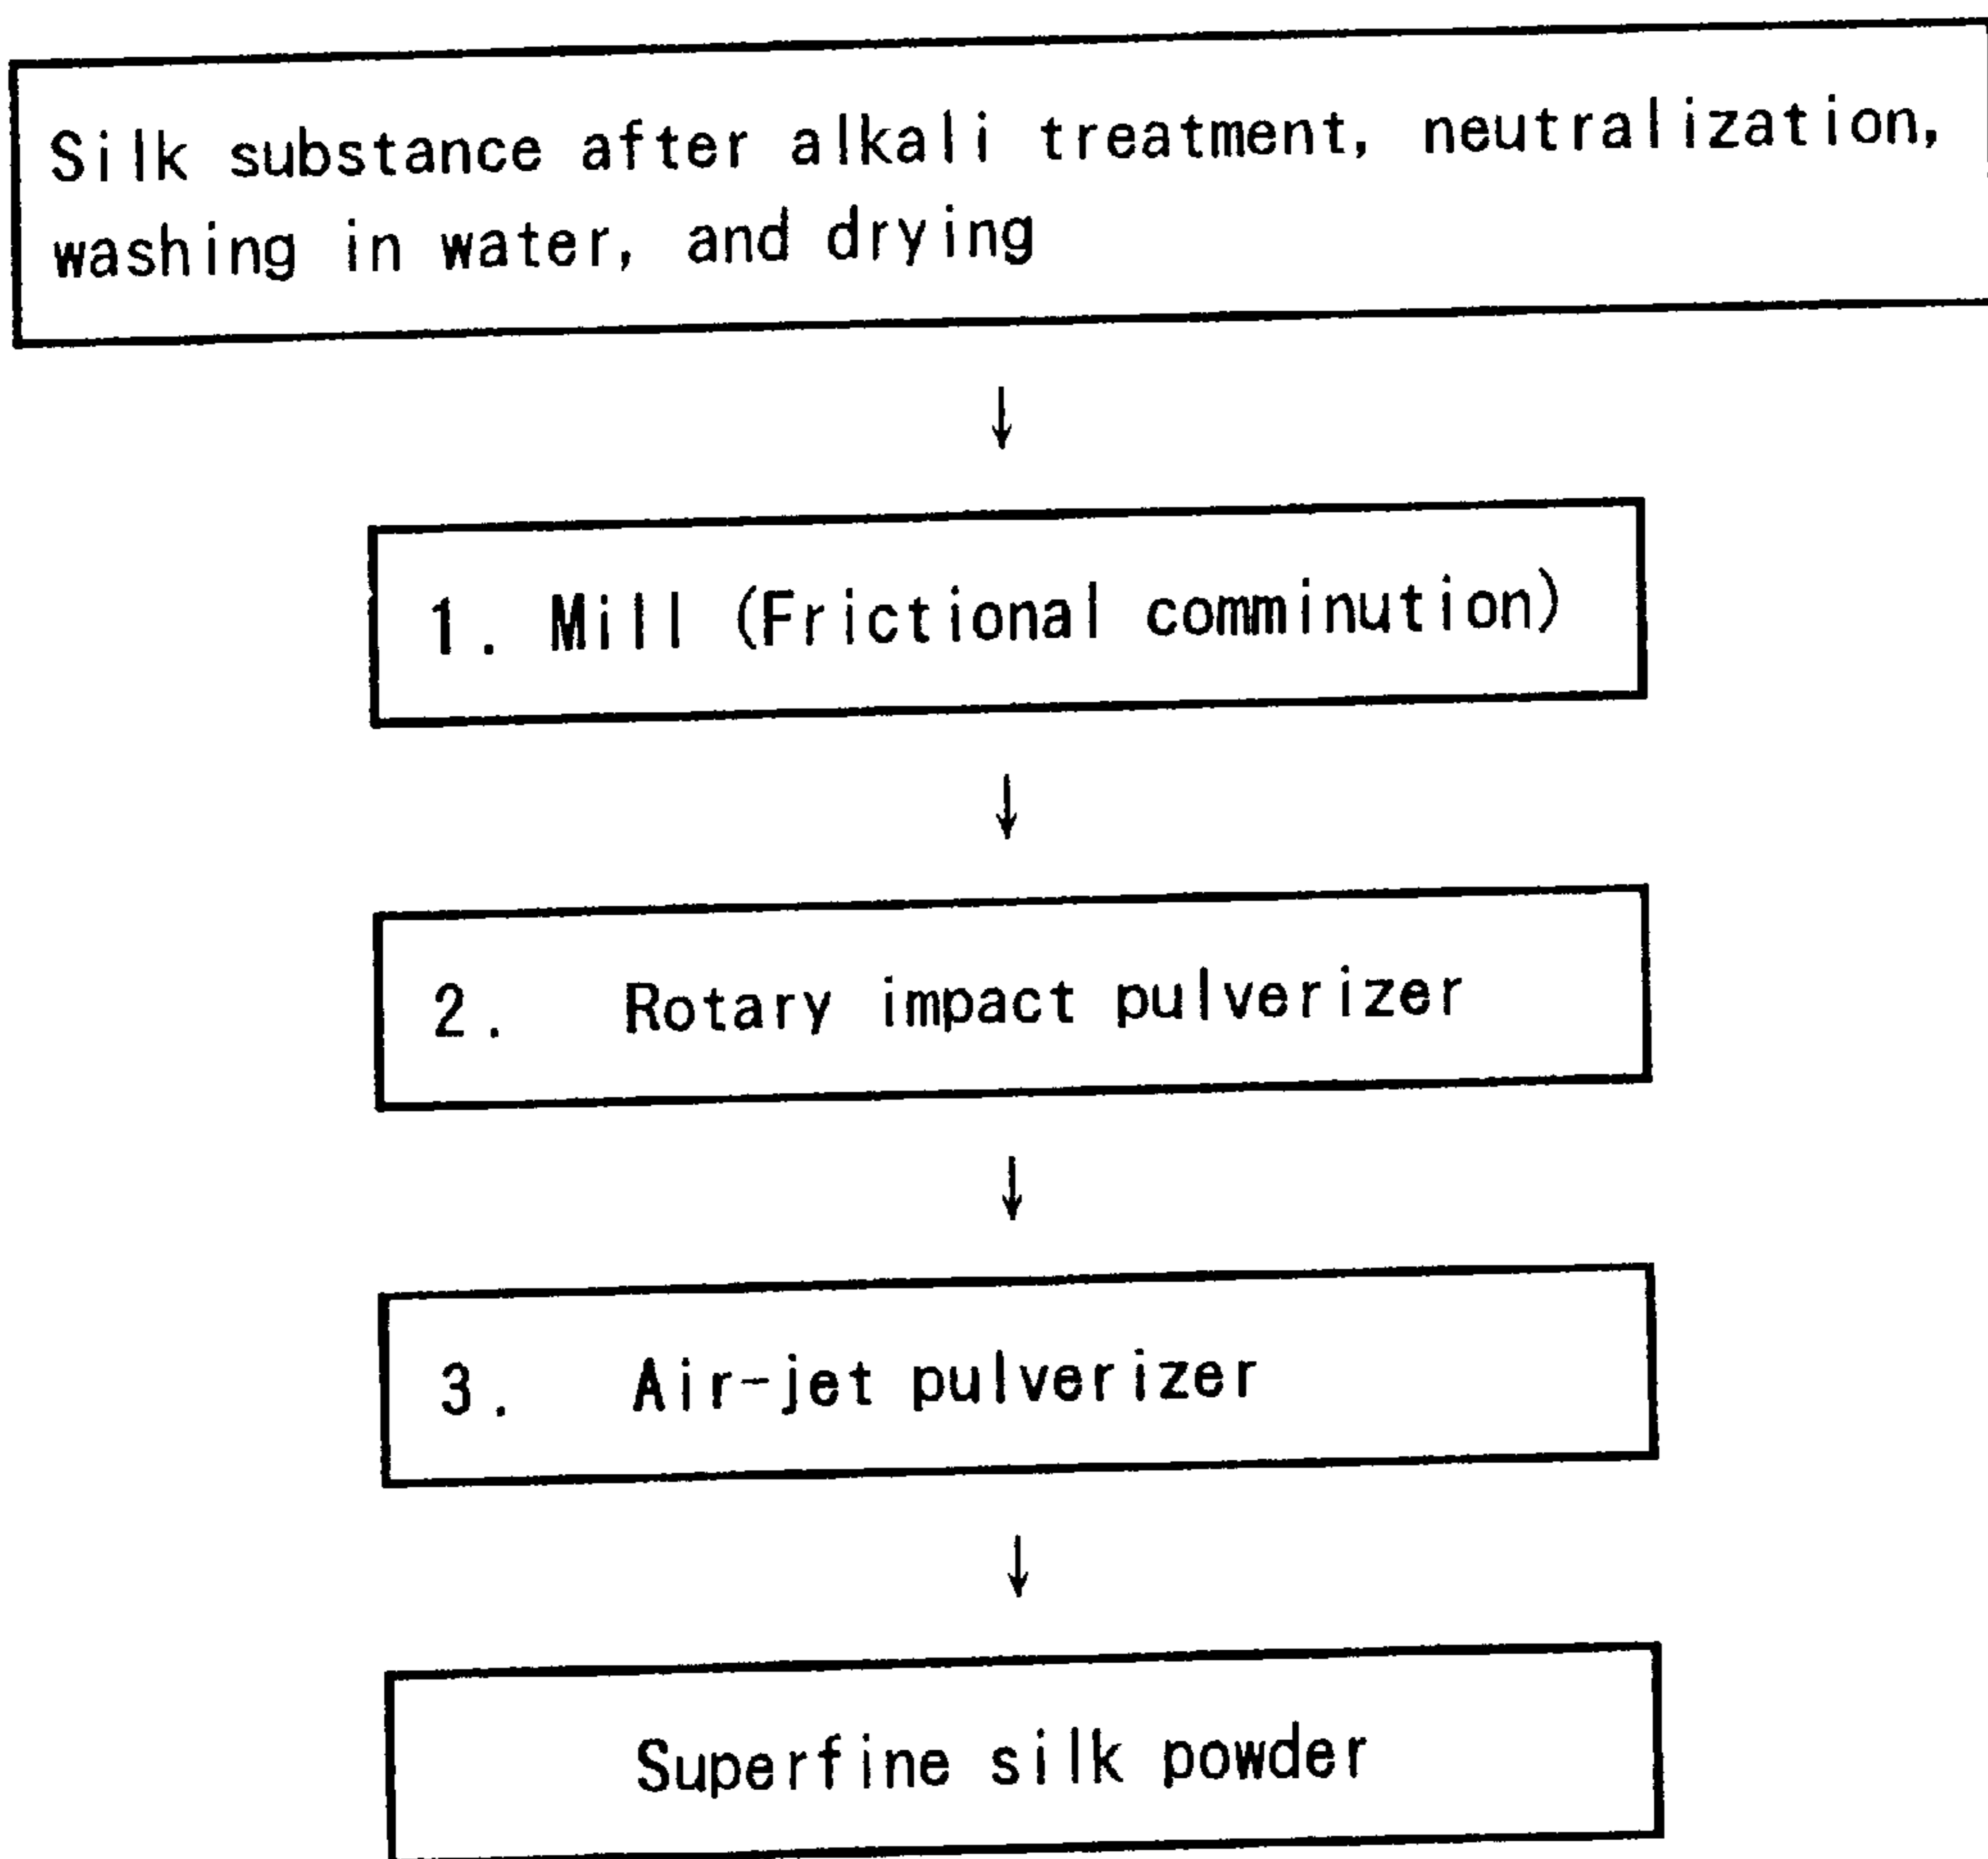 Silk substance after alkali treatment, neutralization,
washing in water, and drying
↓
1. Mill (Frictional comminution)
↓
2. Rotary impact pulverizer
↓
3. Air-jet pulverizer
↓
Superfine silk powder